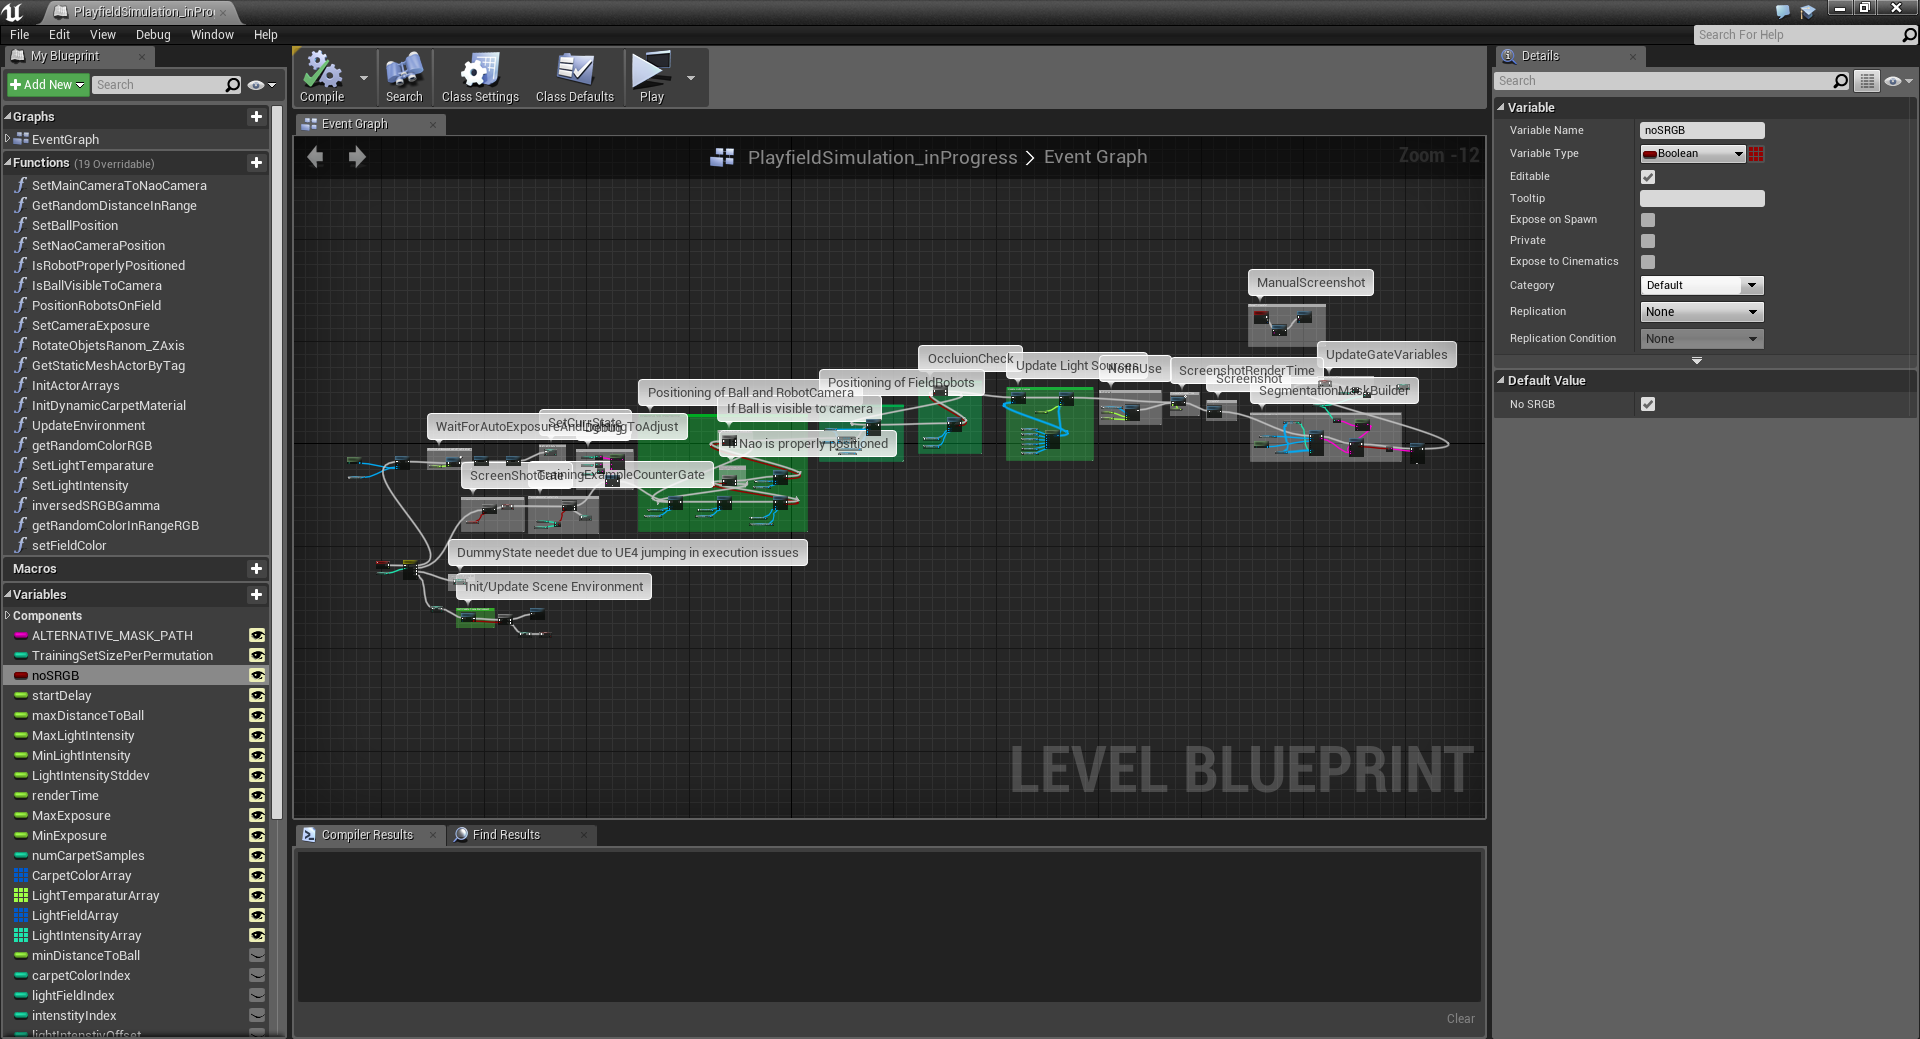 PlayfieldSimulation_inPro
File Edit View Debug Window Help
Search For Help
My Blueprint
Add New
Search
Graphs
EventGraph
Functions (19 Overridable)
SetMainCameraToNaoCamera
GetRandomDistanceInRange
SetBallPosition
SetNaoCameraPosition
IsRobotProperlyPositioned
IsBallVisibleToCamera
PositionRobotsOnField
SetCameraExposure
RotateObjetsRanom_ZAxis
GetStaticMeshActorByTag
InitActorArrays
InitDynamicCarpetMaterial
UpdateEnvironment
getRandomColorRGB
SetLightTemparature
SetLightIntensity
inversedSRGBGamma
getRandomColorInRangeRGB
setFieldColor
Macros
Variables
Components
ALTERNATIVE_MASK_PATH
TrainingSetSizePerPermutation
noSRGB
startDelay
maxDistanceToBall
MaxLightIntensity
MinLightIntensity
LightIntensityStddev
renderTime
MaxExposure
MinExposure
numCarpetSamples
CarpetColorArray
LightTemparaturArray
LightFieldArray
LightIntensityArray
minDistanceToBall
carpetColorIndex
lightFieldIndex
intenstityIndex
lightIntenstivOffset
Compile
Search
Class Settings
Class Defaults
Play
Event Graph
PlayfieldSimulation_inProgress > Event Graph
Zoom -12
ManualScreenshot
UpdateGateVariables
OccluionCheck
Update Light Sources
NotInUse
ScreenshotRenderTime
Screenshot
SegmentationMaskBuilder
Positioning of FieldRobots
Positioning of Ball and RobotCamera
If Ball is visible to camera
Nao is properly positioned
SetCurrState
WaitForAutoExposureAnd
ToAdjust
ScreenShotGate
TrainingExampleCounterGate
DummyState needet due to UE4 jumping in execution issues
Init/Update Scene Environment
LEVEL BLUEPRINT
Compiler Results
Find Results
Clear
Details
Search
Variable
Variable Name noSRGB
Variable Type Boolean
Editable
Tooltip
Expose on Spawn
Private
Expose to Cinematics
Category Default
Replication None
Replication Condition None
Default Value
No SRGB